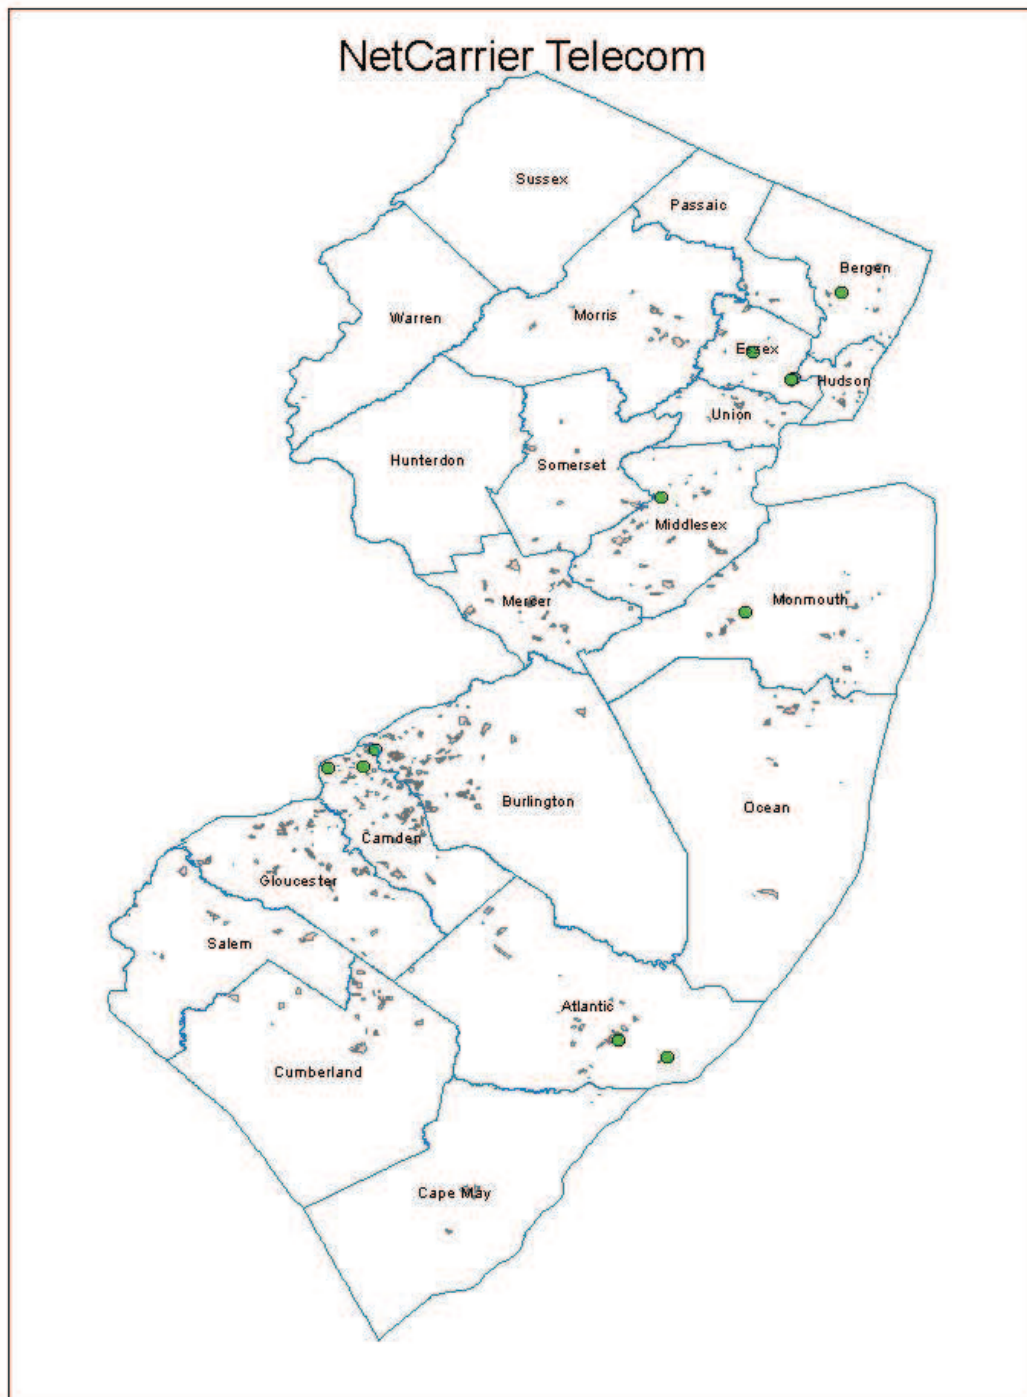 NetCarrier Telecom
Sussex
Passaic
Bergen
Warren
Morris
Essex
Hudson
Union
Hunterdon
Somerset
Middlesex
Mercer
Monmouth
Burlington
Ocean
Camden
Gloucester
Salem
Atlantic
Cumberland
Cape May